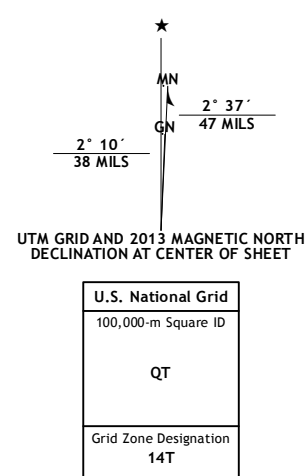 ★
MN
GN
2° 37´
47 MILS
2° 10´
38 MILS
UTM GRID AND 2013 MAGNETIC NORTH
DECLINATION AT CENTER OF SHEET
U.S. National Grid
100,000-m Square ID
QT
Grid Zone Designation
14T